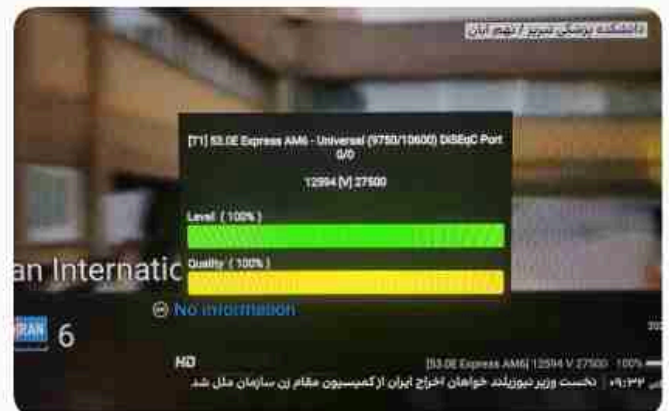 دانشکده پزشکی تبریز / نهم آبان
[T1] 53.0E Express AM6 - Universal (9750/10600) DiSEqC Port
0/0
12594 [V] 27500
Level ( 100% )
Quality ( 100% )
an Internatic
No information
IRAN 6
202
HD
[53.0E Express AM6] 12594 V 27500 100%
۰۹:۳۲ نخست وزیر نیوزیلند خواهان اخراج ایران از کمیسیون مقام زن سازمان ملل شد